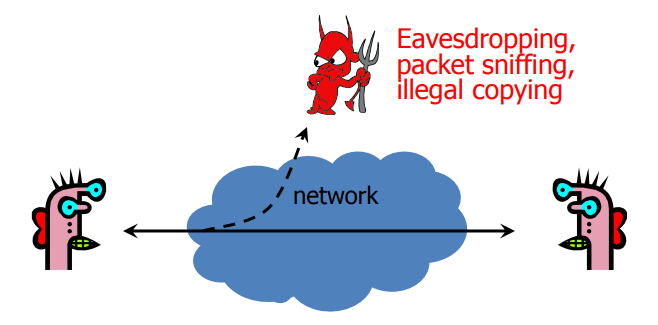 Eavesdropping,
packet sniffing,
illegal copying
network